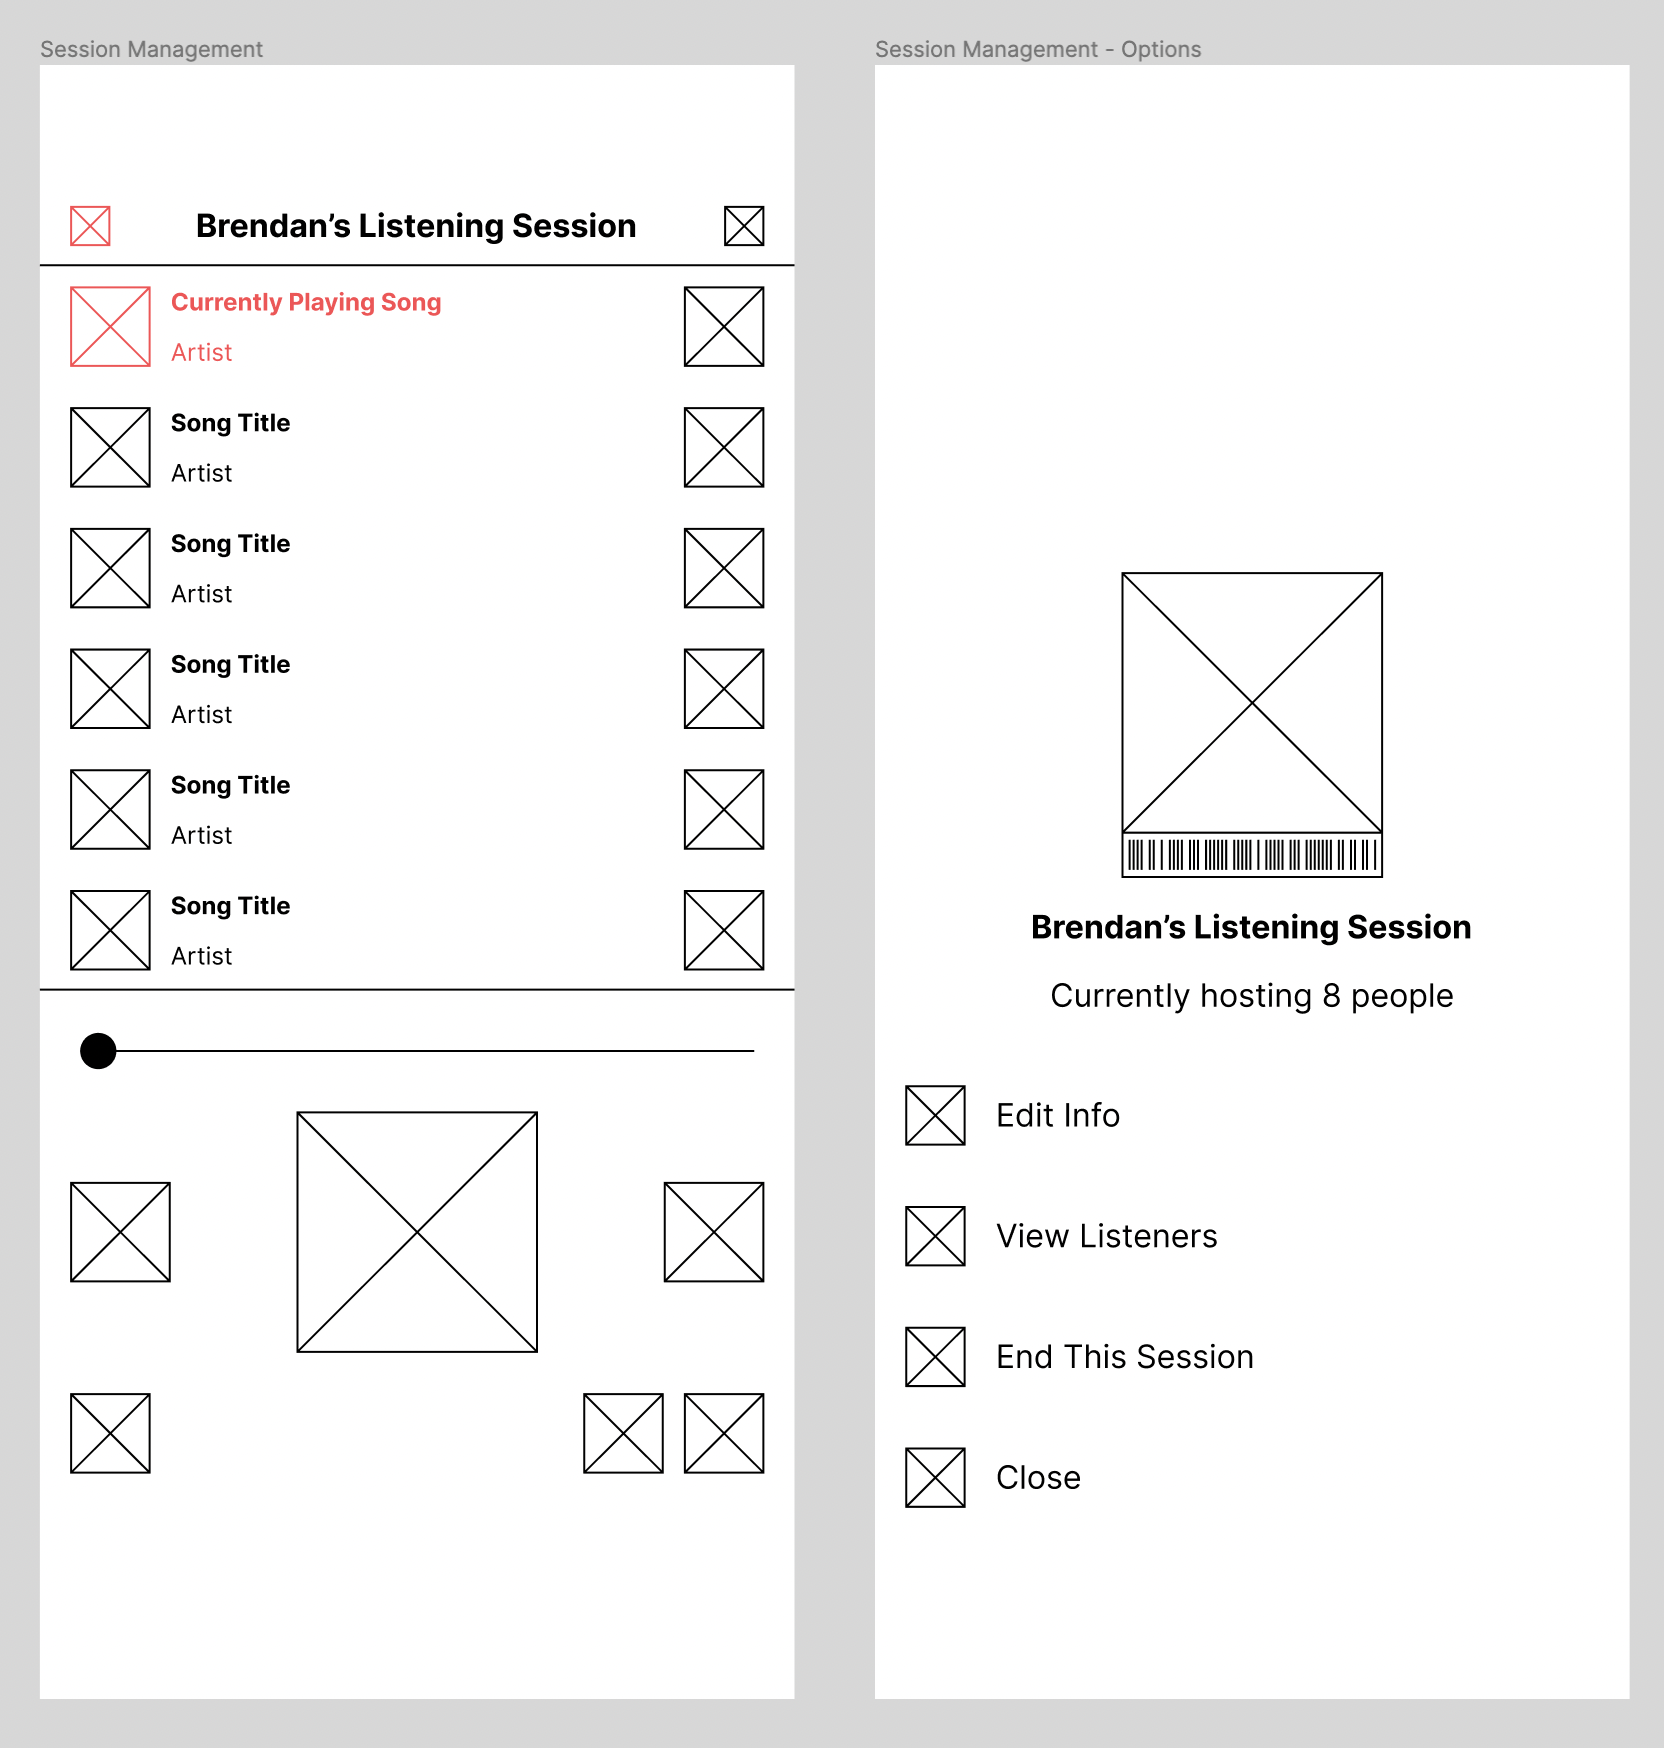 Session Management
Brendan’s Listening Session
Currently Playing Song
Artist
Song Title
Artist
Song Title
Artist
Song Title
Artist
Song Title
Artist
Song Title
Artist
Session Management - Options
Brendan’s Listening Session
Currently hosting 8 people
Edit Info
View Listeners
End This Session
Close